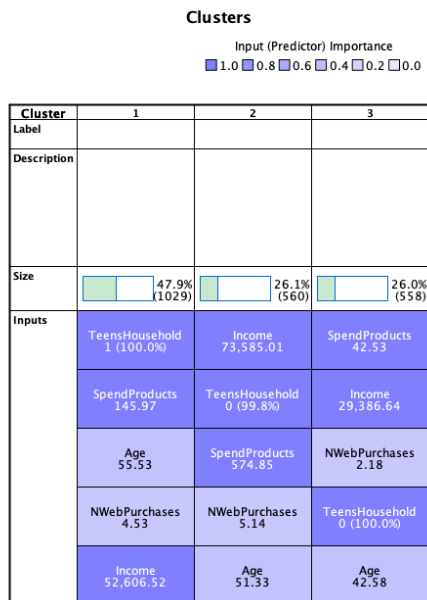 Clusters
Input (Predictor) Importance
1.0 0.8 0.6 0.4 0.2 0.0
Cluster 1 2 3
Label
Description
Size
47.9% (1029)
26.1% (560)
26.0% (558)
Inputs
TeensHousehold 1 (100.0%)
Income 73,585.01
SpendProducts 42.53
SpendProducts 145.97
TeensHousehold 0 (99.8%)
Income 29,386.64
Age 55.53
SpendProducts 574.85
NWebPurchases 2.18
NWebPurchases 4.53
NWebPurchases 5.14
TeensHousehold 0 (100.0%)
Income 52,606.52
Age 51.33
Age 42.58